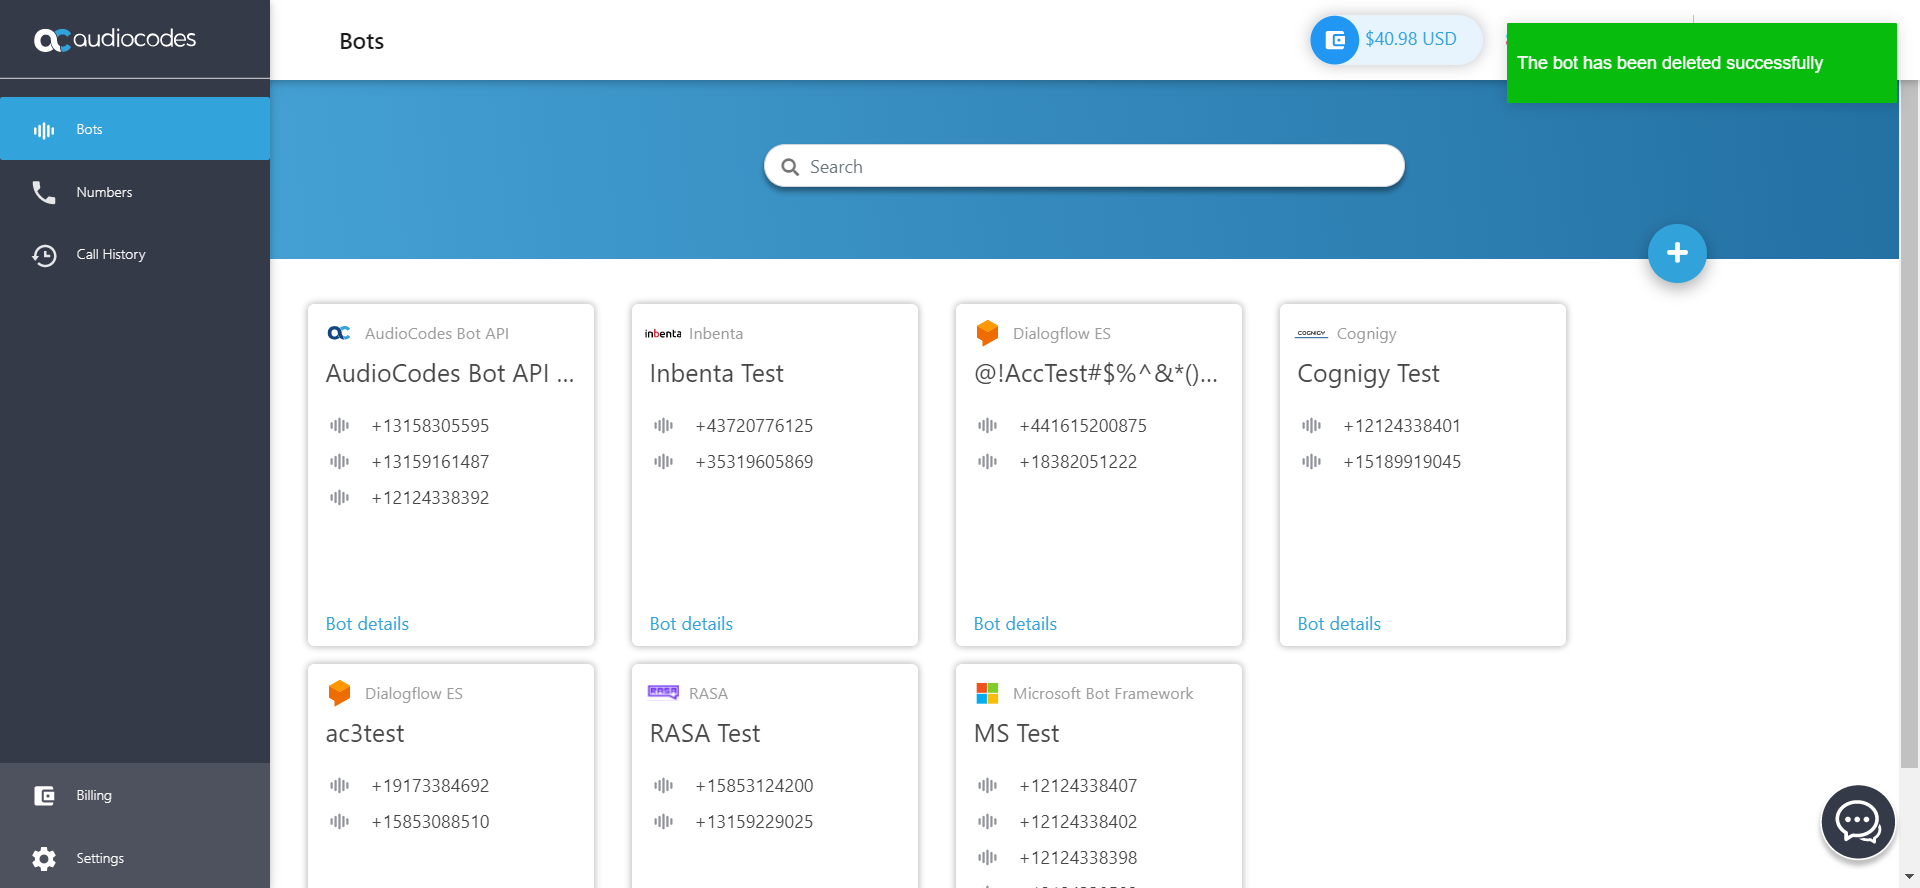 audiocodes
Bots
$40.98 USD
The bot has been deleted successfully
Bots
Numbers
Call History
Search
AudioCodes Bot API
AudioCodes Bot API ...
+13158305595
+13159161487
+12124338392
Bot details
inbenta Inbenta
Inbenta Test
+43720776125
+35319605869
Bot details
Dialogflow ES
@!AccTest#$%^&*()...
+441615200875
+18382051222
Bot details
COGNIGY Cognigy
Cognigy Test
+12124338401
+15189919045
Bot details
Dialogflow ES
ac3test
+19173384692
+15853088510
RASA RASA
RASA Test
+15853124200
+13159229025
Microsoft Bot Framework
MS Test
+12124338407
+12124338402
+12124338398
Billing
Settings